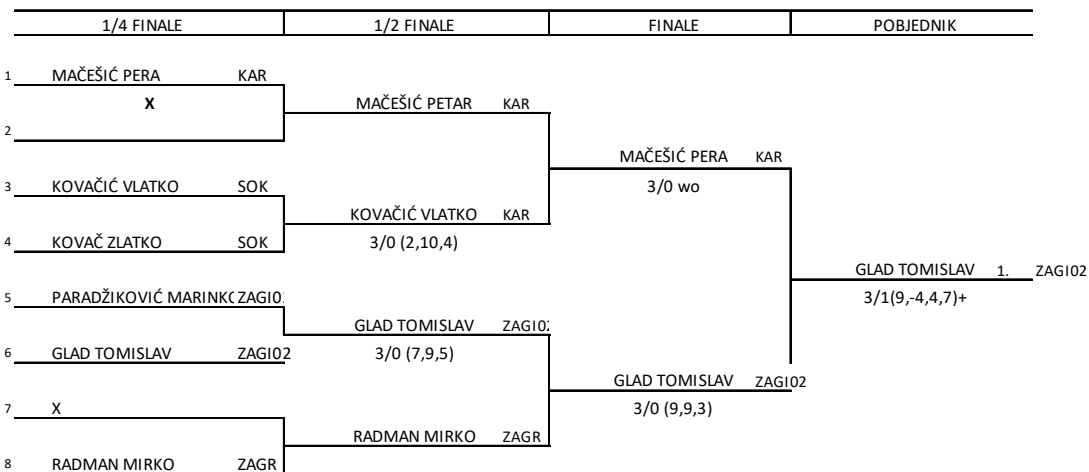 1/4 FINALE 1/2 FINALE FINALE POBJEDNIK
1 MAČEŠIĆ PERA KAR
X MAČEŠIĆ PETAR KAR
2
MAČEŠIĆ PERA KAR
3 KOVAČIĆ VLATKO SOK 3/0 wo
KOVAČIĆ VLATKO KAR
4 KOVAČ ZLATKO SOK 3/0 (2,10,4)
GLAD TOMISLAV 1. ZAGI02
5 PARADŽIKOVIĆ MARINKO ZAGI0 3/1(9,-4,4,7)+
GLAD TOMISLAV ZAGI02
6 GLAD TOMISLAV ZAGI02 3/0 (7,9,5)
GLAD TOMISLAV ZAGI02
7 X 3/0 (9,9,3)
RADMAN MIRKO ZAGR
8 RADMAN MIRKO ZAGR